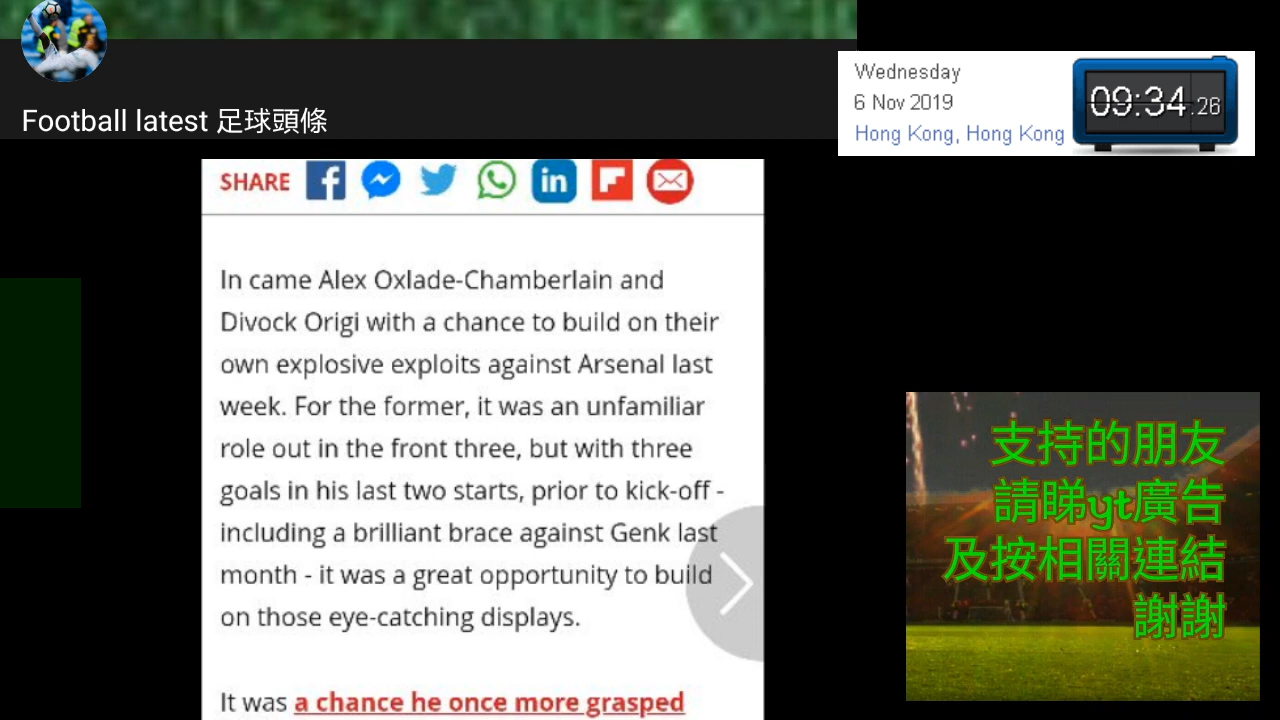 Football latest 足球頭條
Wednesday
6 Nov 2019
Hong Kong, Hong Kong
09:34:26
SHARE
In came Alex Oxlade-Chamberlain and
Divock Origi with a chance to build on their
own explosive exploits against Arsenal last
week. For the former, it was an unfamiliar
role out in the front three, but with three
goals in his last two starts, prior to kick-off -
including a brilliant brace against Genk last
month - it was a great opportunity to build
on those eye-catching displays.
It was a chance he once more grasped
支持的朋友
請睇yt廣告
及按相關連結
謝謝